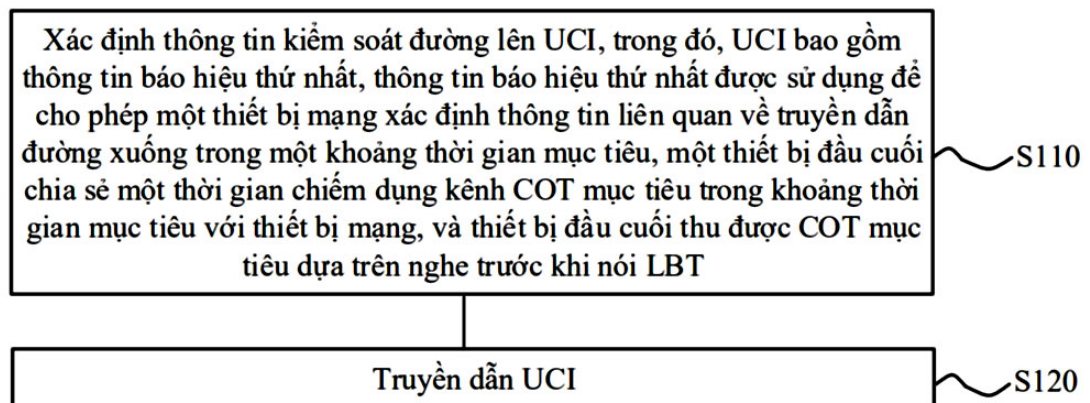 Xác định thông tin kiểm soát đường lên UCI, trong đó, UCI bao gồm
thông tin báo hiệu thứ nhất, thông tin báo hiệu thứ nhất được sử dụng để
cho phép một thiết bị mạng xác định thông tin liên quan về truyền dẫn
đường xuống trong một khoảng thời gian mục tiêu, một thiết bị đầu cuối
chia sẻ một thời gian chiếm dụng kênh COT mục tiêu trong khoảng thời
gian mục tiêu với thiết bị mạng, và thiết bị đầu cuối thu được COT mục
tiêu dựa trên nghe trước khi nói LBT
S110
Truyền dẫn UCI
S120